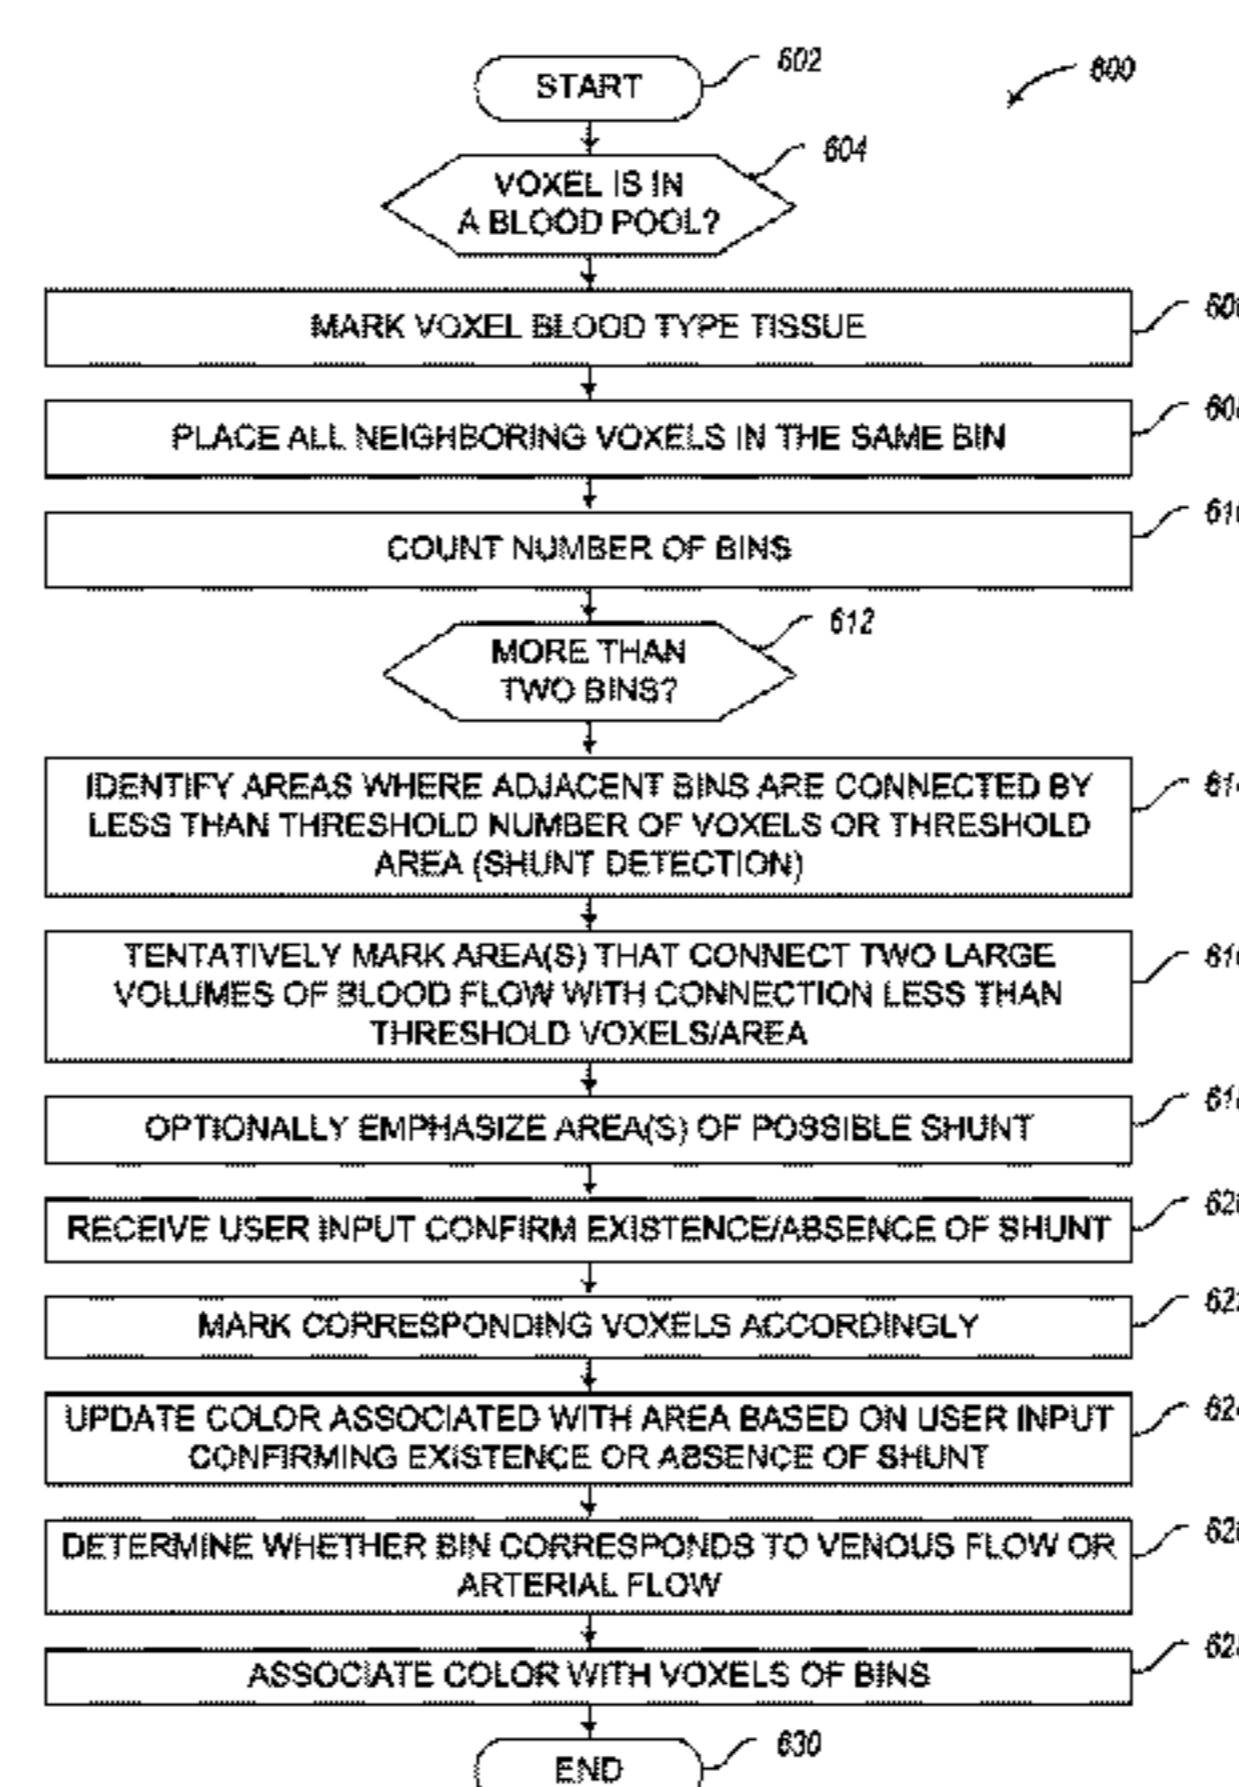 START
602
600
VOXEL IS IN
A BLOOD POOL?
604
MARK VOXEL BLOOD TYPE TISSUE
PLACE ALL NEIGHBORING VOXELS IN THE SAME BIN
COUNT NUMBER OF BINS
MORE THAN
TWO BINS?
612
IDENTIFY AREAS WHERE ADJACENT BINS ARE CONNECTED BY
LESS THAN THRESHOLD NUMBER OF VOXELS OR THRESHOLD
AREA (SHUNT DETECTION)
TENTATIVELY MARK AREA(S) THAT CONNECT TWO LARGE
VOLUMES OF BLOOD FLOW WITH CONNECTION LESS THAN
THRESHOLD VOXELS/AREA
OPTIONALLY EMPHASIZE AREA(S) OF POSSIBLE SHUNT
RECEIVE USER INPUT CONFIRM EXISTENCE/ABSENCE OF SHUNT
MARK CORRESPONDING VOXELS ACCORDINGLY
UPDATE COLOR ASSOCIATED WITH AREA BASED ON USER INPUT
CONFIRMING EXISTENCE OR ABSENCE OF SHUNT
DETERMINE WHETHER BIN CORRESPONDS TO VENOUS FLOW OR
ARTERIAL FLOW
ASSOCIATE COLOR WITH VOXELS OF BINS
END
630